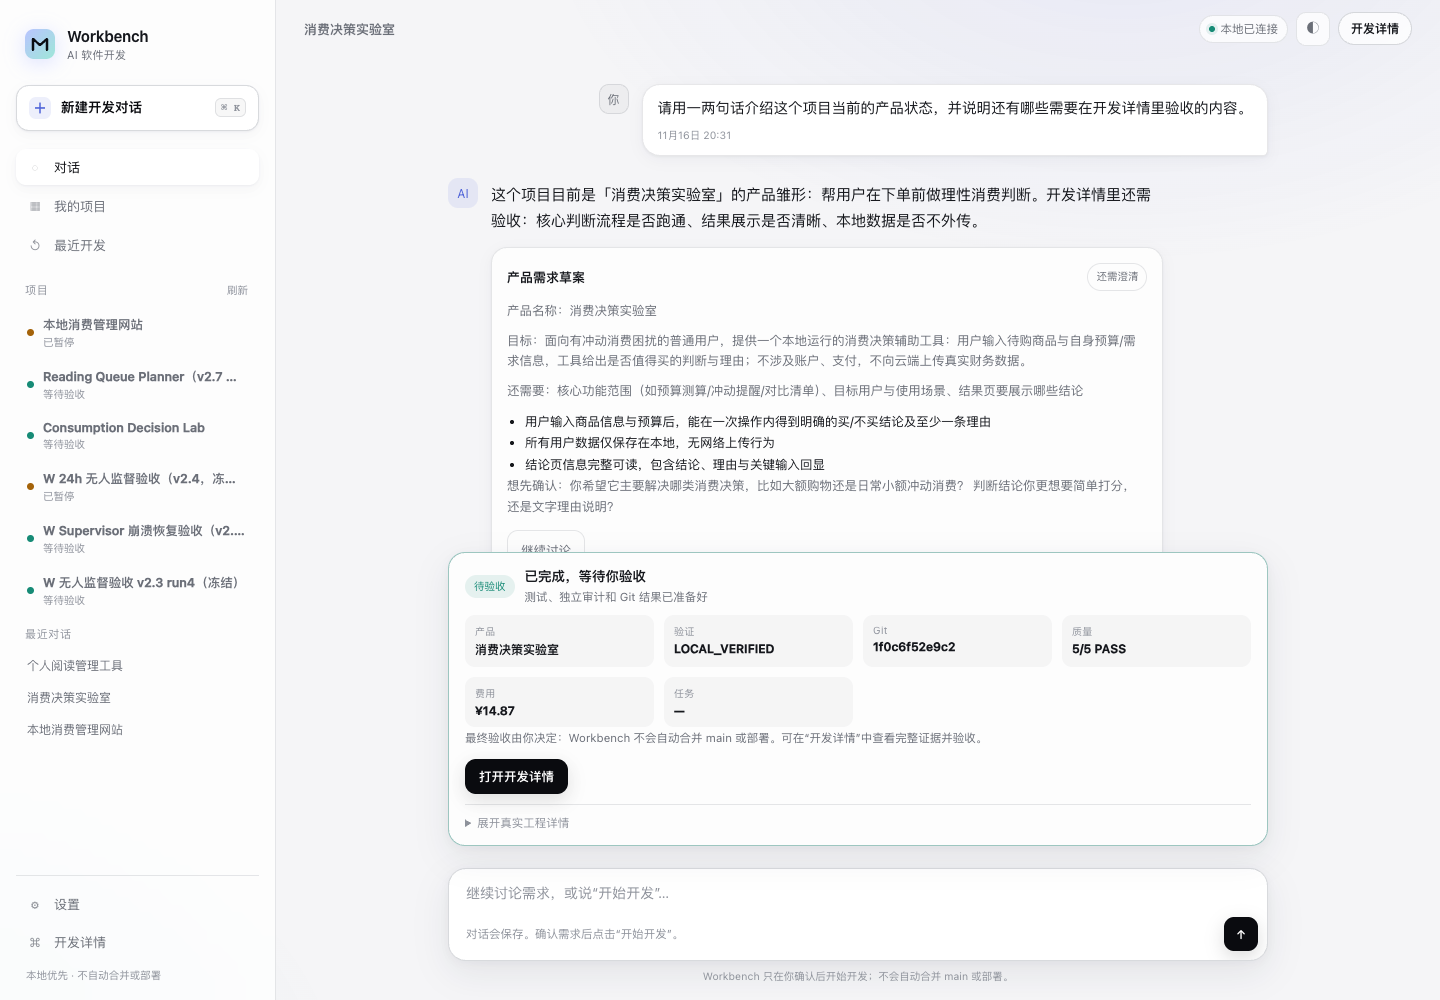 Workbench
AI 软件开发
新建开发对话
⌘ K
对话
我的项目
最近开发
项目
刷新
本地消费管理网站
已暂停
Reading Queue Planner（v2.7 ...
等待验收
Consumption Decision Lab
等待验收
W 24h 无人监督验收（v2.4，冻...
已暂停
W Supervisor 崩溃恢复验收（v2....
等待验收
W 无人监督验收 v2.3 run4（冻结）
等待验收
最近对话
个人阅读管理工具
消费决策实验室
本地消费管理网站
设置
⌘ 开发详情
本地优先 · 不自动合并或部署
消费决策实验室
本地已连接
开发详情
你
请用一两句话介绍这个项目当前的产品状态，并说明还有哪些需要在开发详情里验收的内容。
11月16日 20:31
AI
这个项目目前是「消费决策实验室」的产品雏形：帮用户在下单前做理性消费判断。开发详情里还需
验收：核心判断流程是否跑通、结果展示是否清晰、本地数据是否不外传。
产品需求草案
还需澄清
产品名称：消费决策实验室
目标：面向有冲动消费困扰的普通用户，提供一个本地运行的消费决策辅助工具：用户输入待购商品与自身预算/需
求信息，工具给出是否值得买的判断与理由；不涉及账户、支付，不向云端上传真实财务数据。
还需要：核心功能范围（如预算测算/冲动提醒/对比清单）、目标用户与使用场景、结果页要展示哪些结论
• 用户输入商品信息与预算后，能在一次操作内得到明确的买/不买结论及至少一条理由
• 所有用户数据仅保存在本地，无网络上传行为
• 结论页信息完整可读，包含结论、理由与关键输入回显
想先确认：你希望它主要解决哪类消费决策，比如大额购物还是日常小额冲动消费？ 判断结论你更想要简单打分，
还是文字理由说明？
继续讨论
待验收
已完成，等待你验收
测试、独立审计和 Git 结果已准备好
产品
消费决策实验室
验证
LOCAL_VERIFIED
Git
1f0c6f52e9c2
质量
5/5 PASS
费用
¥14.87
任务
—
最终验收由你决定：Workbench 不会自动合并 main 或部署。可在“开发详情”中查看完整证据并验收。
打开开发详情
展开真实工程详情
继续讨论需求，或说“开始开发”...
对话会保存。确认需求后点击“开始开发”。
Workbench 只在你确认后开始开发；不会自动合并 main 或部署。